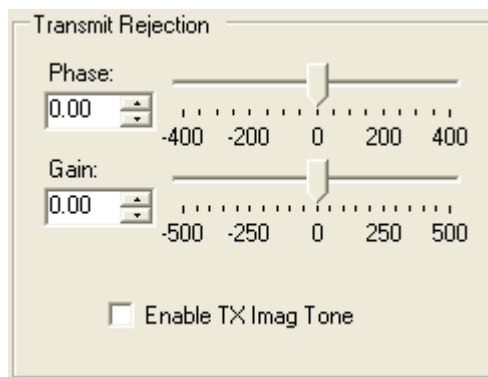 Transmit Rejection
Phase:
0.00
-400 -200 0 200 400
Gain:
0.00
-500 -250 0 250 500
Enable TX Imag Tone